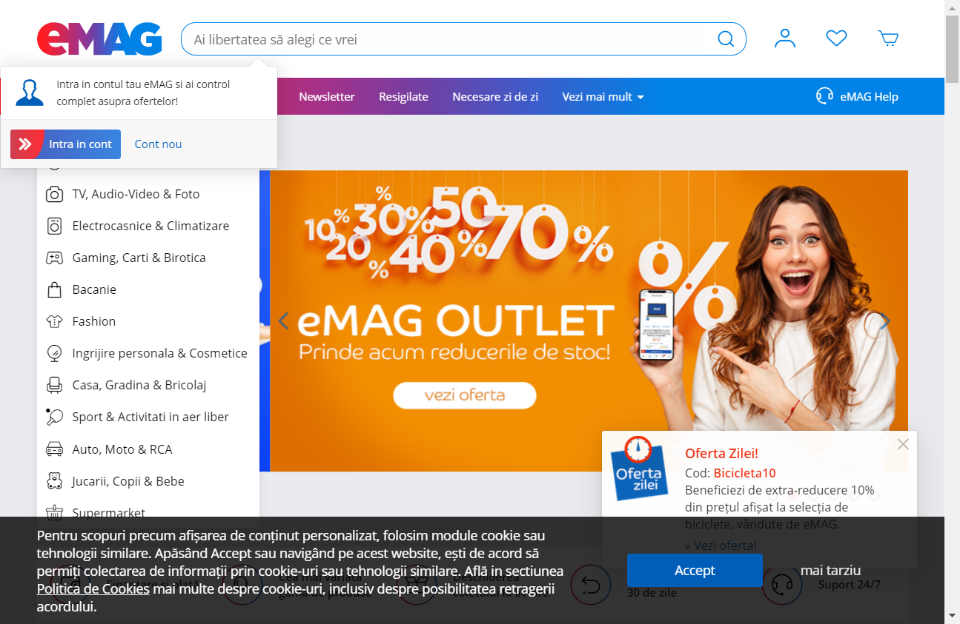 eMAG
Ai libertatea să alegi ce vrei
Intra in contul tau eMAG si ai control
complet asupra ofertelor!
Intra in cont
Cont nou
Newsletter
Resigilate
Necesare zi de zi
Vezi mai mult
eMAG Help
TV, Audio-Video & Foto
Electrocasnice & Climatizare
Gaming, Carti & Birotica
Bacanie
Fashion
Ingrijire personala & Cosmetice
Casa, Gradina & Bricolaj
Sport & Activitati in aer liber
Auto, Moto & RCA
Jucarii, Copii & Bebe
Supermarket
10% 20% 30% 40% 50% 70% %
eMAG OUTLET
Prinde acum reducerile de stoc!
vezi oferta
Oferta
zilei
Oferta Zilei!
Cod: Bicicleta10
Beneficiezi de extra-reducere 10%
din prețul afișat la selecția de
biciclete, vândute de eMAG.
» Vezi oferta!
Pentru scopuri precum afișarea de conținut personalizat, folosim module cookie sau
tehnologii similare. Apăsând Accept sau navigând pe acest website, ești de acord să
permiți colectarea de informații prin cookie-uri sau tehnologii similare. Află in sectiunea
Politica de Cookies mai multe despre cookie-uri, inclusiv despre posibilitatea retragerii
acordului.
Accept
mai tarziu
30 de zile
Suport 24/7